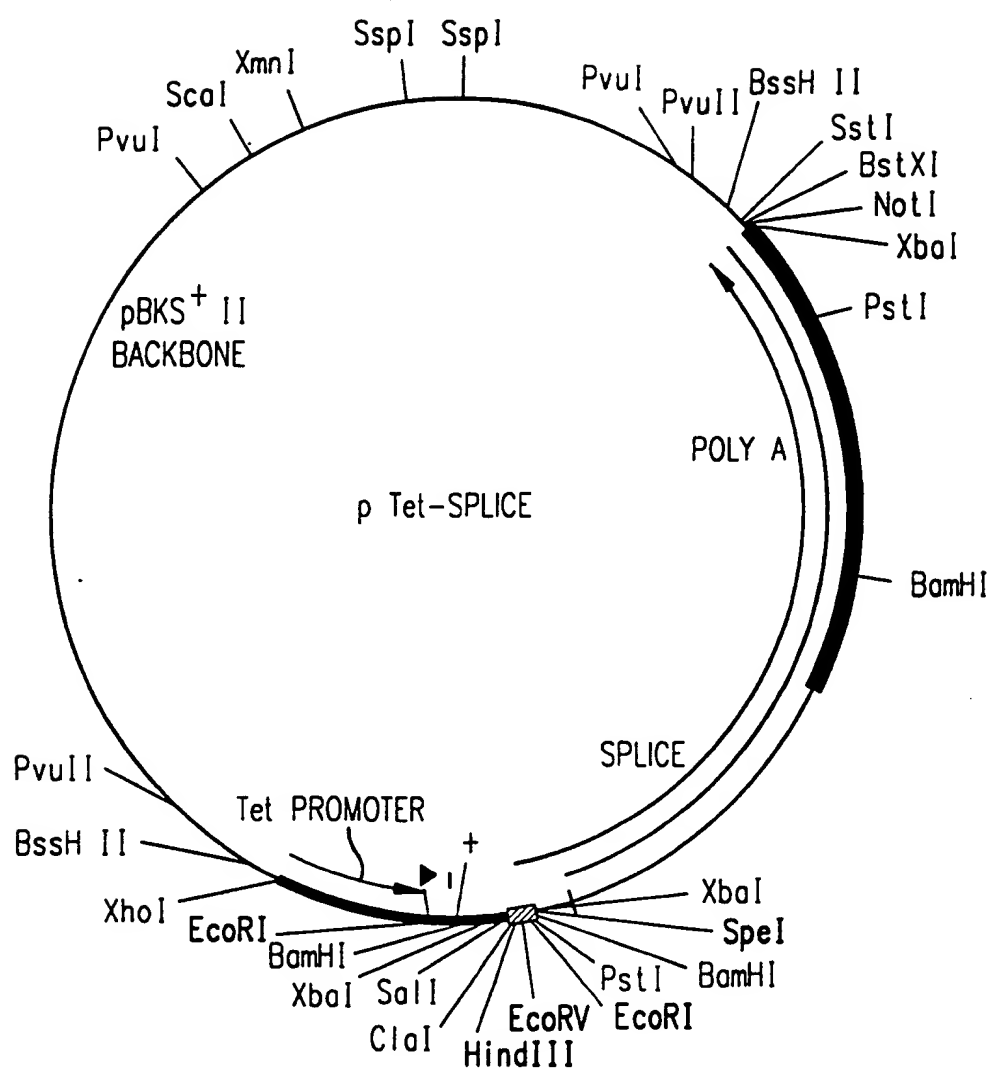 SspI SspI
XmnI
ScaI
PvuI
PvuI
PvuII
BssH II
SstI
BstXI
NotI
XbaI
PstI
pBKS+ II
BACKBONE
POLY A
p Tet-SPLICE
BamHI
SPLICE
PvuII
Tet PROMOTER
BssH II
+
1
XhoI
EcoRI
BamHI
XbaI
SalI
ClaI
HindIII
EcoRV
EcoRI
PstI
BamHI
SpeI
XbaI